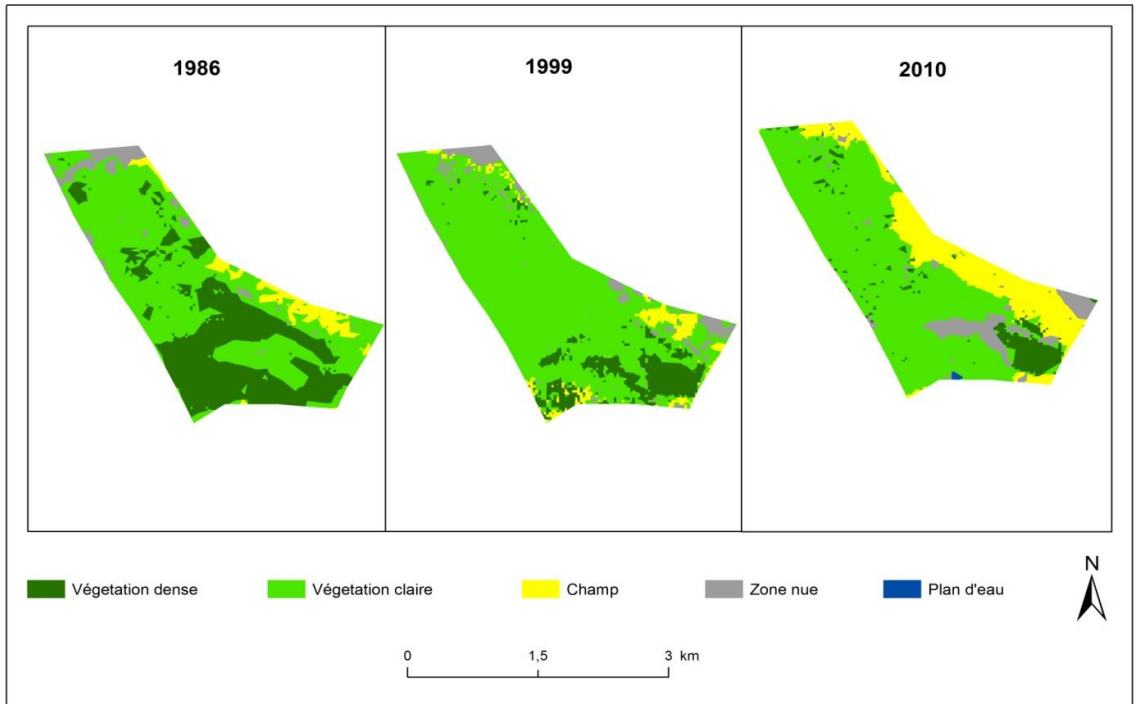 1986
1999
2010
Végetation dense
Végetation claire
Champ
Zone nue
Plan d'eau
N
0 1,5 3 km